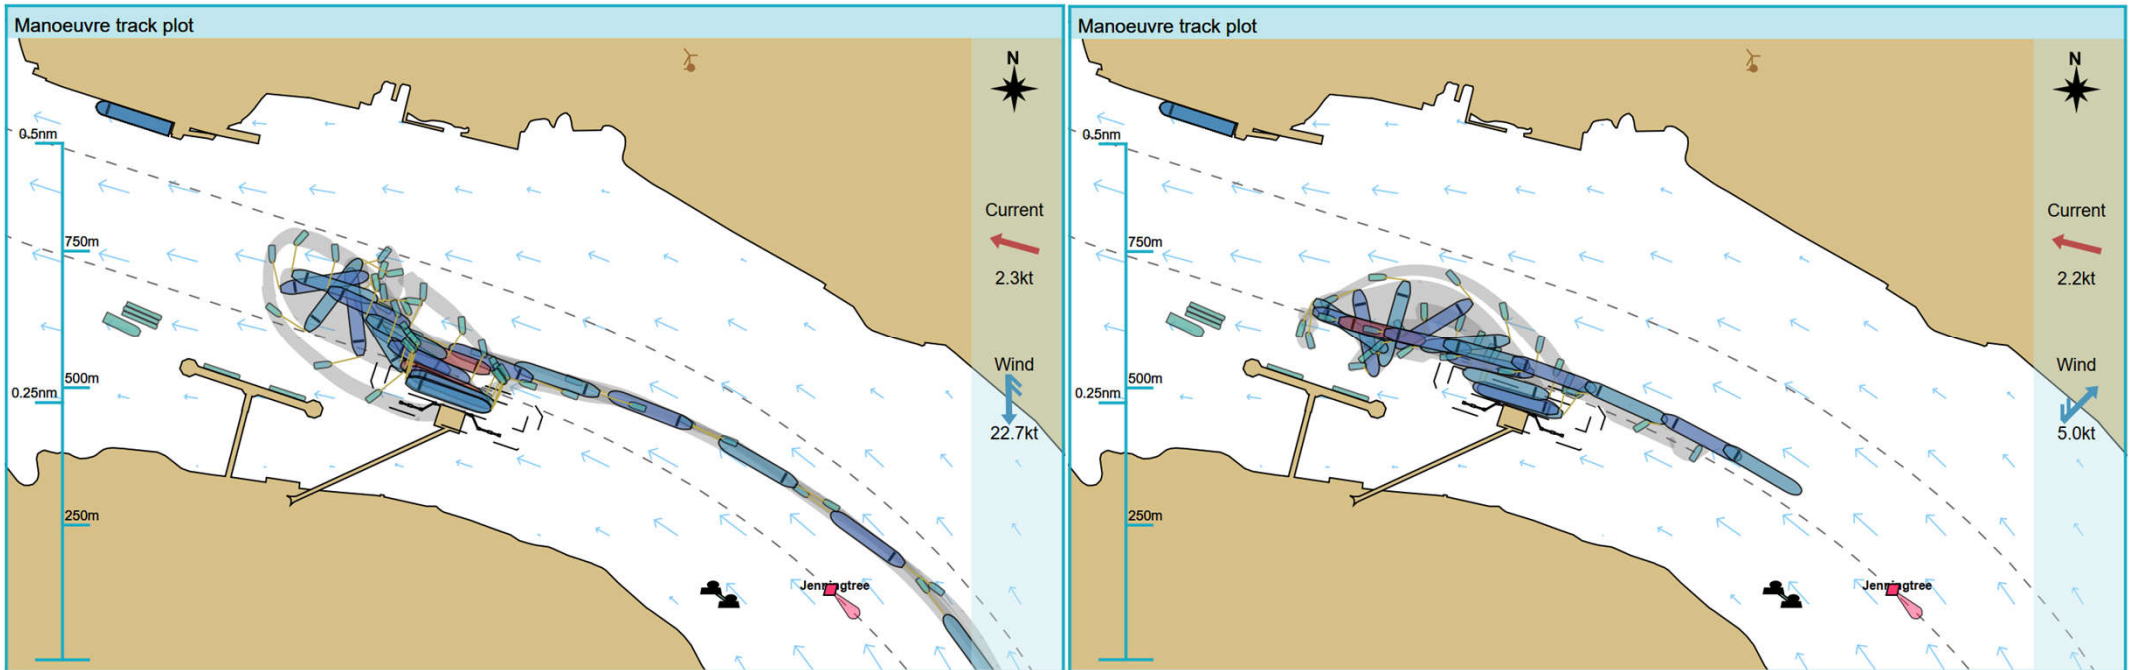 Manoeuvre track plot
N
0.5nm
Current
750m
2.3kt
Wind
500m
0.25nm
22.7kt
250m
Jenningtree
Manoeuvre track plot
N
0.5nm
Current
750m
2.2kt
Wind
500m
0.25nm
5.0kt
250m
Jenningtree